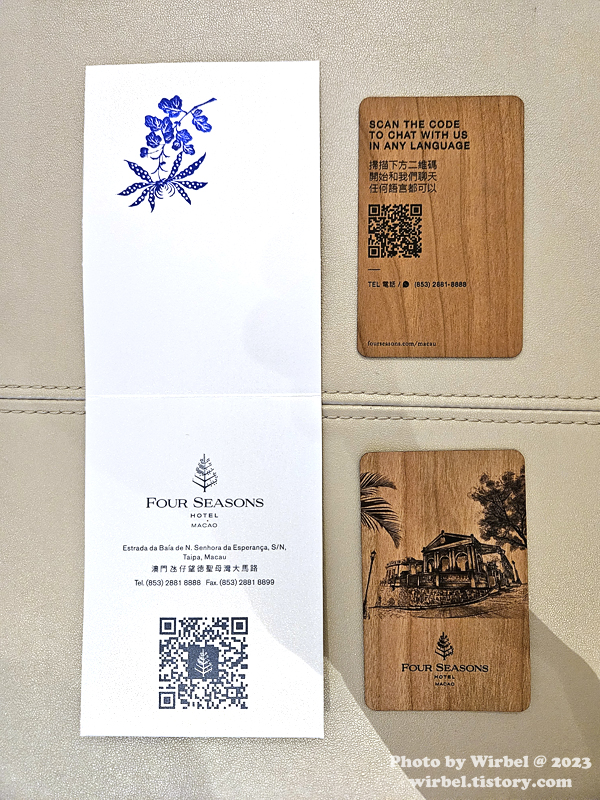 FOUR SEASONS
HOTEL
MACAO
Estrada da Baía de N. Senhora da Esperança, S/N,
Taipa, Macau
澳門氹仔望德聖母灣大馬路
Tel. (853) 2881 8888 Fax. (853) 2881 8899
SCAN THE CODE
TO CHAT WITH US
IN ANY LANGUAGE
掃描下方二維碼
開始和我們聊天
任何語言都可以
TEL 電話 / (853) 2881-8888
fourseasons.com/macau
FOUR SEASONS
HOTEL
MACAO
Photo by Wirbel @ 2023
wirbel.tistory.com